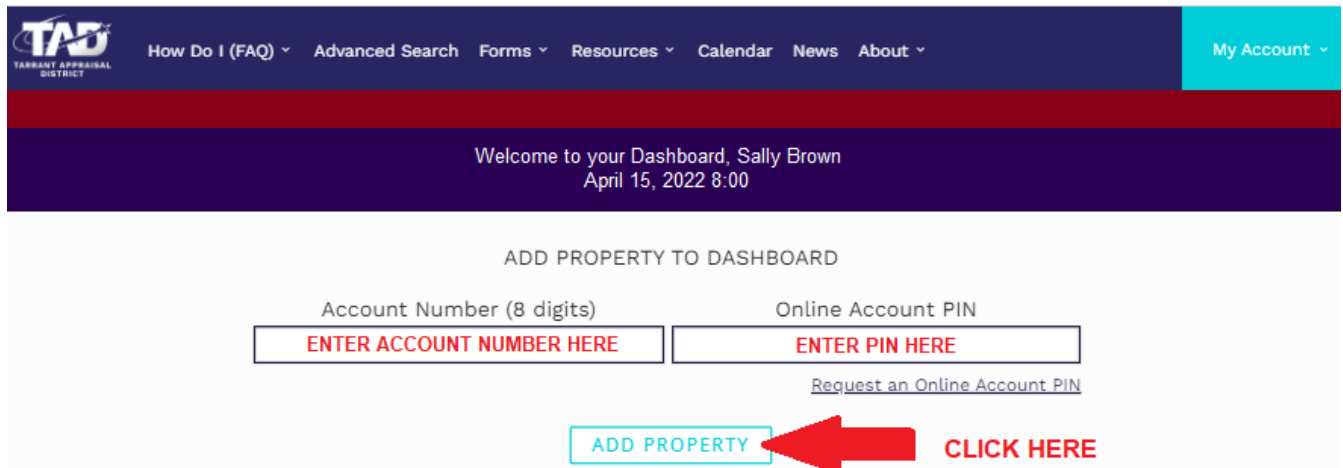 TAD
TARRANT APPRAISAL
DISTRICT
How Do I (FAQ) Advanced Search Forms Resources Calendar News About My Account
Welcome to your Dashboard, Sally Brown
April 15, 2022 8:00
ADD PROPERTY TO DASHBOARD
Account Number (8 digits) Online Account PIN
ENTER ACCOUNT NUMBER HERE ENTER PIN HERE
Request an Online Account PIN
ADD PROPERTY CLICK HERE